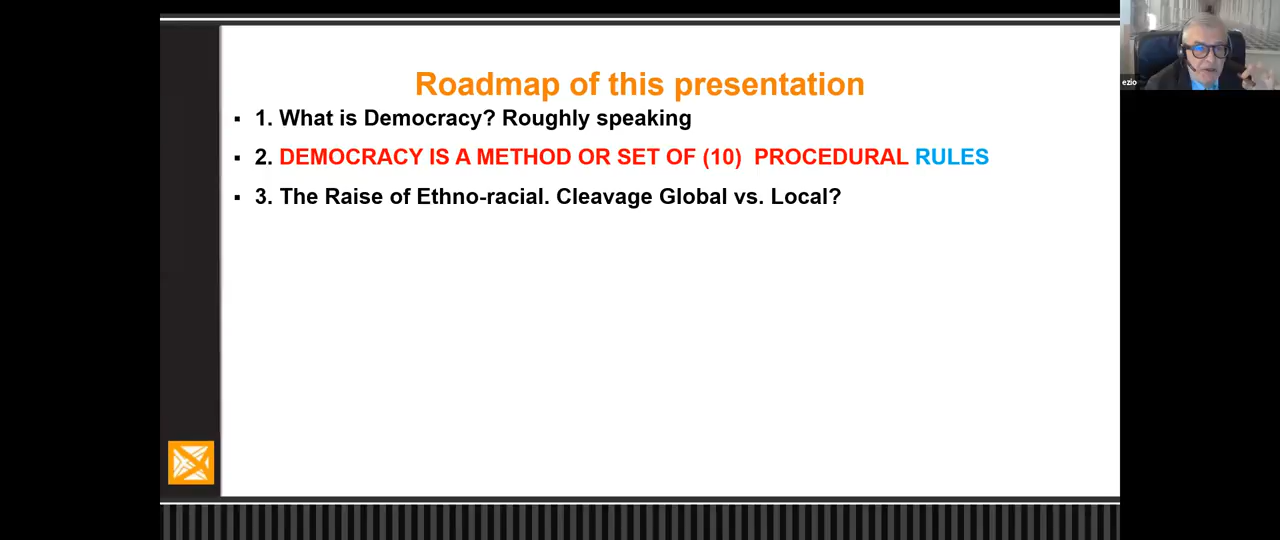 Roadmap of this presentation
▪ 1. What is Democracy? Roughly speaking
▪ 2. DEMOCRACY IS A METHOD OR SET OF (10)  PROCEDURAL RULES
▪ 3. The Raise of Ethno-racial. Cleavage Global vs. Local?
ezio